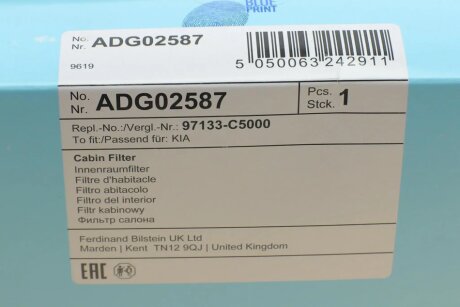 BLUE
PRINT
No.
Nr. ADG02587
9619
5 050063 242911
No.
Nr. ADG02587
Pcs.
Stck. 1
Repl.-No.:/Vergl.-Nr.: 97133-C5000
To fit:/Passend für: KIA
Cabin Filter
Innenraumfilter
Filtre d'habitacle
Filtro abitacolo
Filtro del interior
Filtr kabinowy
Фильтр салона
Ferdinand Bilstein UK Ltd
Marden | Kent TN12 9QJ | United Kingdom
EAC